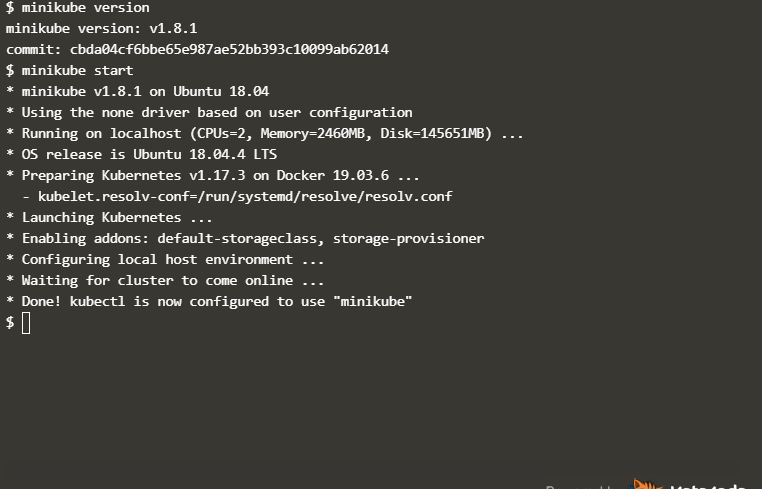 $ minikube version
minikube version: v1.8.1
commit: cbda04cf6bbe65e987ae52bb393c10099ab62014
$ minikube start
* minikube v1.8.1 on Ubuntu 18.04
* Using the none driver based on user configuration
* Running on localhost (CPUs=2, Memory=2460MB, Disk=145651MB) ...
* OS release is Ubuntu 18.04.4 LTS
* Preparing Kubernetes v1.17.3 on Docker 19.03.6 ...
  - kubelet.resolv-conf=/run/systemd/resolve/resolv.conf
* Launching Kubernetes ...
* Enabling addons: default-storageclass, storage-provisioner
* Configuring local host environment ...
* Waiting for cluster to come online ...
* Done! kubectl is now configured to use "minikube"
$